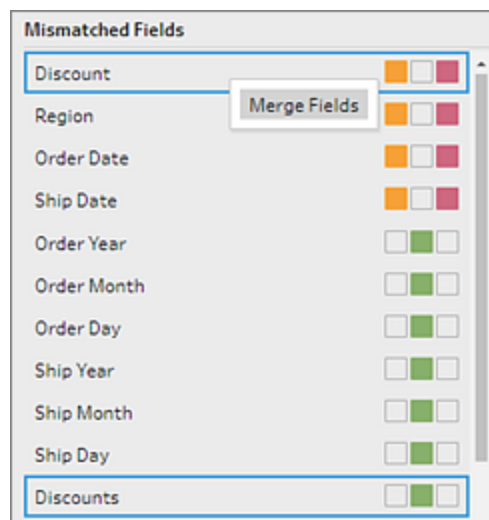 Mismatched Fields
Discount
Merge Fields
Region
Order Date
Ship Date
Order Year
Order Month
Order Day
Ship Year
Ship Month
Ship Day
Discounts